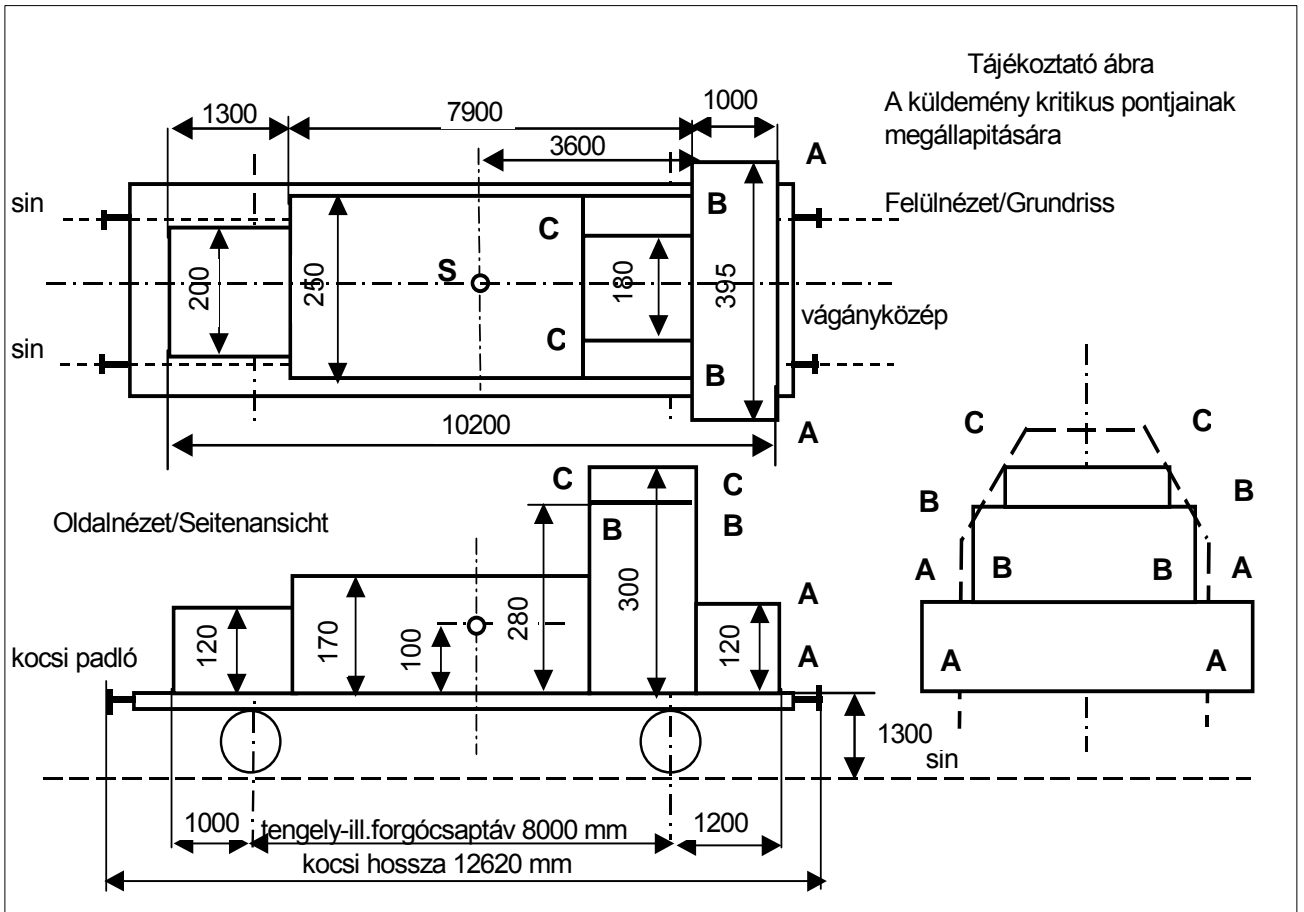 Tájékoztató ábra
A küldemény kritikus pontjainak
megállapitására
1300
7900
1000
3600
A
sin
B
Felülnézet/Grundriss
C
S
200
250
180
395
vágányközép
C
sin
B
10200
A
C
C
C
C
Oldalnézet/Seitenansicht
B
B
B
B
A
A
B
B
A
120
170
100
280
300
120
kocsi padló
A
A
A
1300
sin
1000
tengely-ill.forgócsaptáv 8000 mm
1200
kocsi hossza 12620 mm